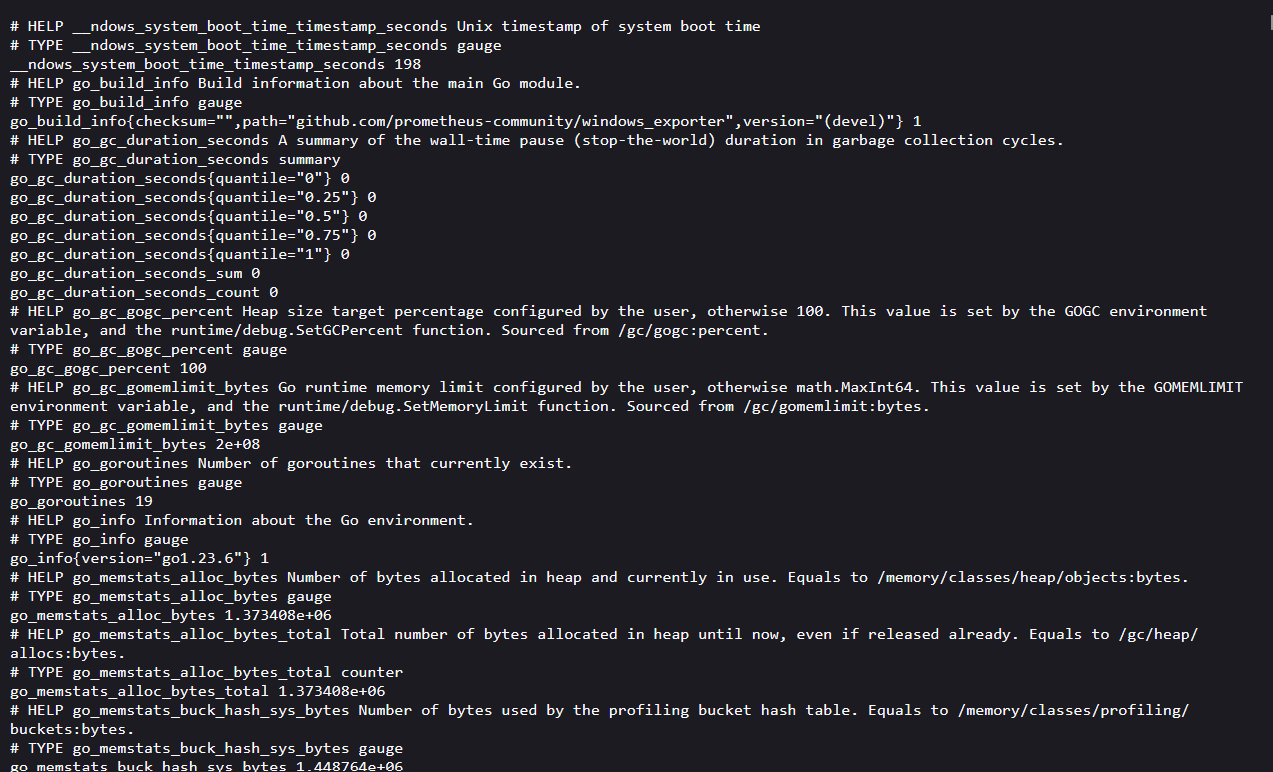 # HELP __ndows_system_boot_time_timestamp_seconds Unix timestamp of system boot time
# TYPE __ndows_system_boot_time_timestamp_seconds gauge
__ndows_system_boot_time_timestamp_seconds 198
# HELP go_build_info Build information about the main Go module.
# TYPE go_build_info gauge
go_build_info{checksum="",path="github.com/prometheus-community/windows_exporter",version="(devel)"} 1
# HELP go_gc_duration_seconds A summary of the wall-time pause (stop-the-world) duration in garbage collection cycles.
# TYPE go_gc_duration_seconds summary
go_gc_duration_seconds{quantile="0"} 0
go_gc_duration_seconds{quantile="0.25"} 0
go_gc_duration_seconds{quantile="0.5"} 0
go_gc_duration_seconds{quantile="0.75"} 0
go_gc_duration_seconds{quantile="1"} 0
go_gc_duration_seconds_sum 0
go_gc_duration_seconds_count 0
# HELP go_gc_gogc_percent Heap size target percentage configured by the user, otherwise 100. This value is set by the GOGC environment
variable, and the runtime/debug.SetGCPercent function. Sourced from /gc/gogc:percent.
# TYPE go_gc_gogc_percent gauge
go_gc_gogc_percent 100
# HELP go_gc_gomemlimit_bytes Go runtime memory limit configured by the user, otherwise math.MaxInt64. This value is set by the GOMEMLIMIT
environment variable, and the runtime/debug.SetMemoryLimit function. Sourced from /gc/gomemlimit:bytes.
# TYPE go_gc_gomemlimit_bytes gauge
go_gc_gomemlimit_bytes 2e+08
# HELP go_goroutines Number of goroutines that currently exist.
# TYPE go_goroutines gauge
go_goroutines 19
# HELP go_info Information about the Go environment.
# TYPE go_info gauge
go_info{version="go1.23.6"} 1
# HELP go_memstats_alloc_bytes Number of bytes allocated in heap and currently in use. Equals to /memory/classes/heap/objects:bytes.
# TYPE go_memstats_alloc_bytes gauge
go_memstats_alloc_bytes 1.373408e+06
# HELP go_memstats_alloc_bytes_total Total number of bytes allocated in heap until now, even if released already. Equals to /gc/heap/
allocs:bytes.
# TYPE go_memstats_alloc_bytes_total counter
go_memstats_alloc_bytes_total 1.373408e+06
# HELP go_memstats_buck_hash_sys_bytes Number of bytes used by the profiling bucket hash table. Equals to /memory/classes/profiling/
buckets:bytes.
# TYPE go_memstats_buck_hash_sys_bytes gauge
go_memstats_buck_hash_sys_bytes 1.448764e+06